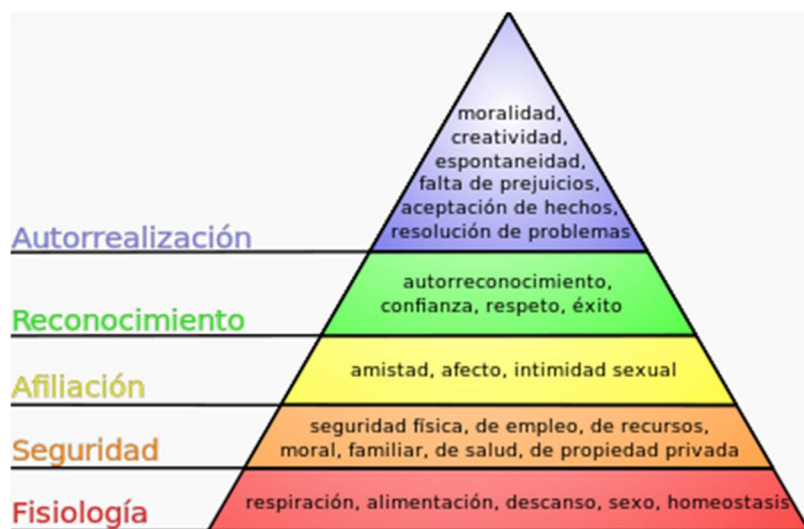 moralidad,
creatividad,
espontaneidad,
falta de prejuicios,
aceptación de hechos,
resolución de problemas
Autorrealización
autorreconocimiento,
confianza, respeto, éxito
Reconocimiento
amistad, afecto, intimidad sexual
Afiliación
seguridad física, de empleo, de recursos,
moral, familiar, de salud, de propiedad privada
Seguridad
respiración, alimentación, descanso, sexo, homeostasis
Fisiología